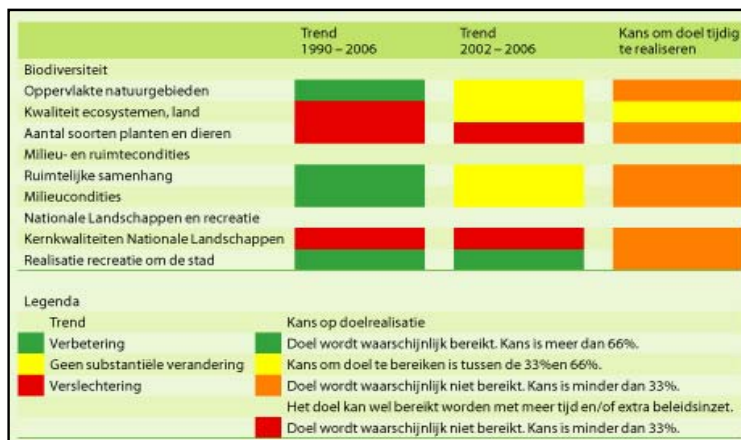 Trend Trend Kans om doel tijdig
1990 – 2006 2002 – 2006 te realiseren
Biodiversiteit
Oppervlakte natuurgebieden
Kwaliteit ecosystemen, land
Aantal soorten planten en dieren
Milieu- en ruimtecondities
Ruimtelijke samenhang
Milieucondities
Nationale Landschappen en recreatie
Kernkwaliteiten Nationale Landschappen
Realisatie recreatie om de stad
Legenda
Trend Kans op doelrealisatie
Verbetering Doel wordt waarschijnlijk bereikt. Kans is meer dan 66%.
Geen substantiële verandering Kans om doel te bereiken is tussen de 33%en 66%.
Verslechtering Doel wordt waarschijnlijk niet bereikt. Kans is minder dan 33%.
Het doel kan wel bereikt worden met meer tijd en/of extra beleidsinzet.
Doel wordt waarschijnlijk niet bereikt. Kans is minder dan 33%.